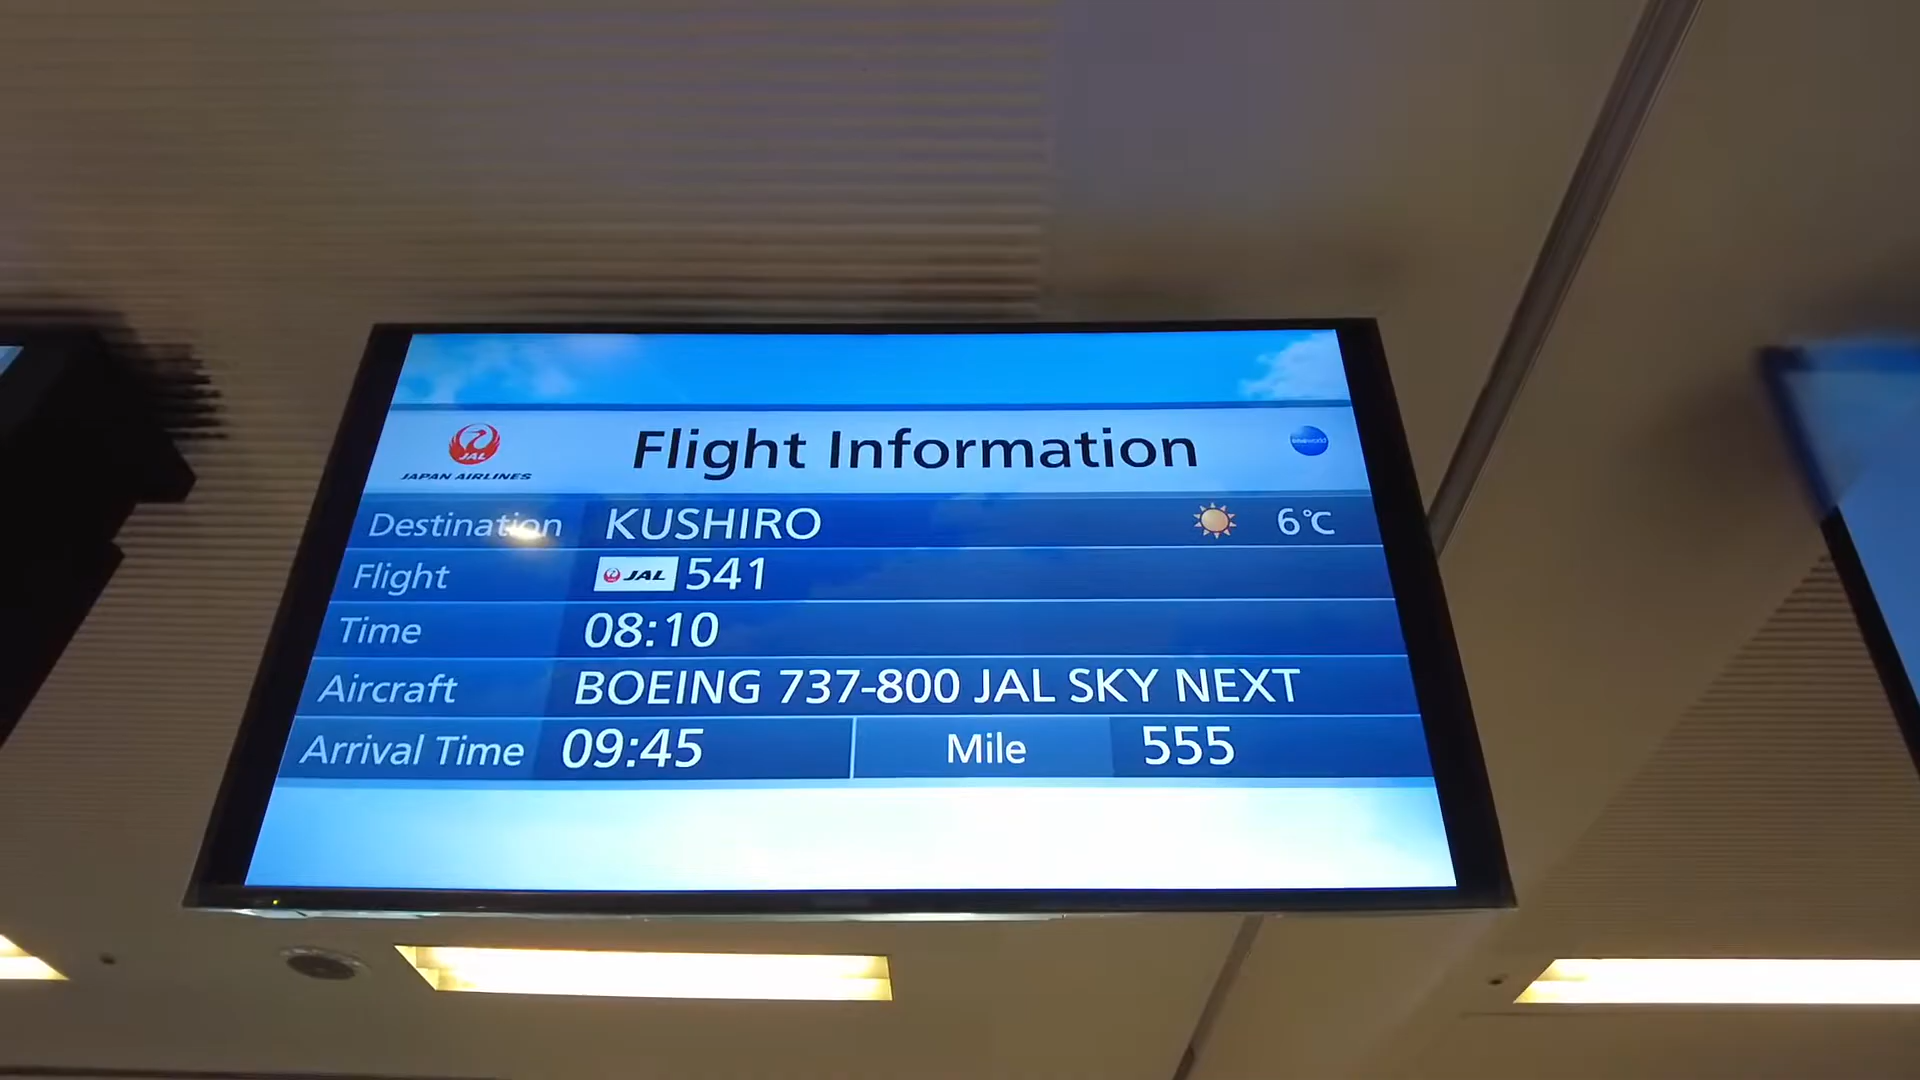 Flight Information
JAL
JAPAN AIRLINES
oneworld
Destination KUSHIRO 6℃
Flight JAL 541
Time 08:10
Aircraft BOEING 737-800 JAL SKY NEXT
Arrival Time 09:45 Mile 555